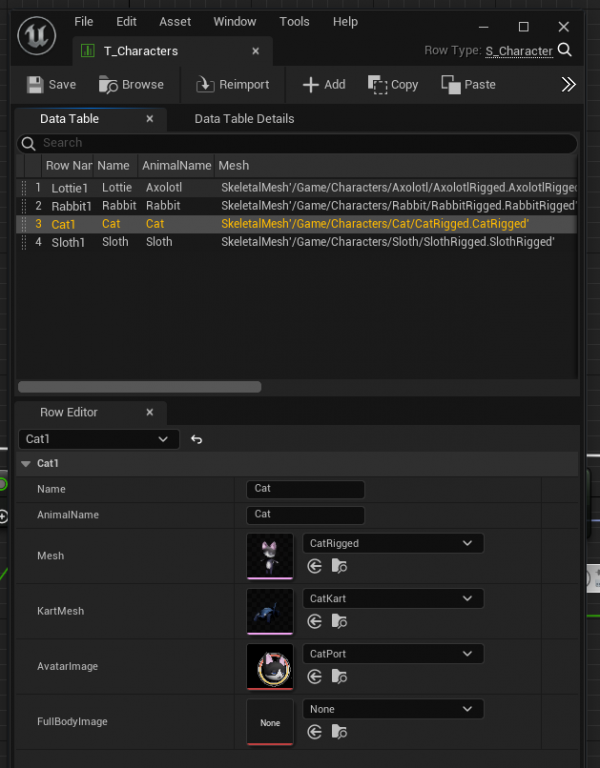 File Edit Asset Window Tools Help
T_Characters
Row Type: S_Character
Save Browse Reimport Add Copy Paste
Data Table Data Table Details
Search
Row Nar Name AnimalName Mesh
1 Lottie1 Lottie Axolotl SkeletalMesh'/Game/Characters/Axolotl/AxolotlRigged.AxolotlRigged
2 Rabbit1 Rabbit Rabbit SkeletalMesh'/Game/Characters/Rabbit/RabbitRigged.RabbitRigged'
3 Cat1 Cat Cat SkeletalMesh'/Game/Characters/Cat/CatRigged.CatRigged'
4 Sloth1 Sloth Sloth SkeletalMesh'/Game/Characters/Sloth/SlothRigged.SlothRigged'
Row Editor
Cat1
Cat1
Name Cat
AnimalName Cat
Mesh CatRigged
KartMesh CatKart
AvatarImage CatPort
FullBodyImage None None